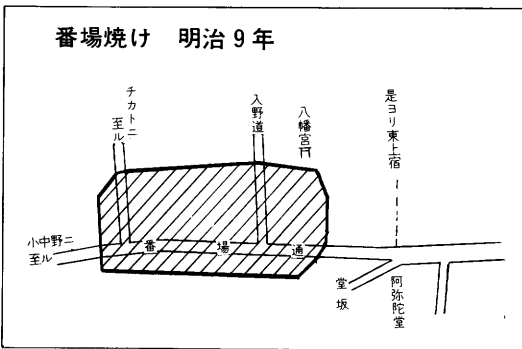 番場焼け 明治9年
チカトニ
至ル
入野道
八幡宮
是ヨリ東上宿
小中野ニ
至ル
番場通
堂坂
阿弥陀堂